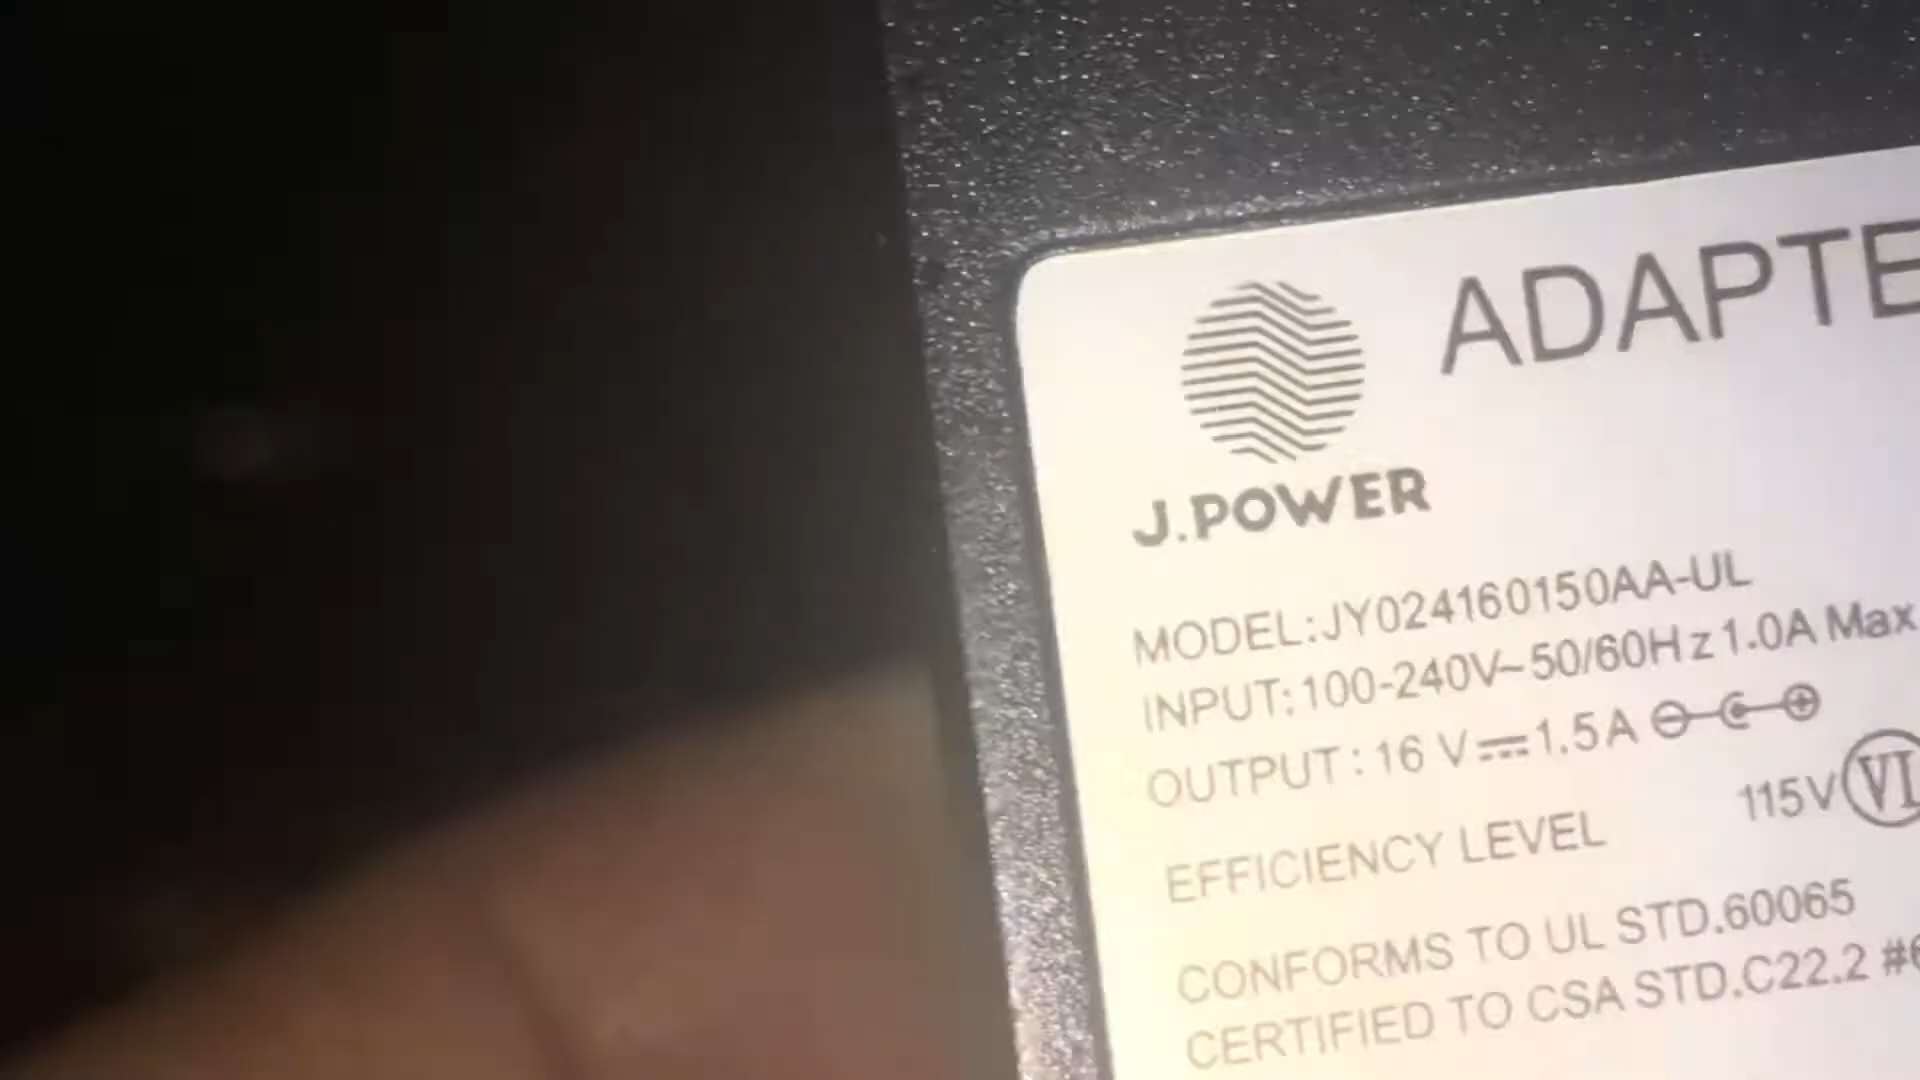 ADAPTE
J.POWER
MODEL:JY024160150AA-UL
INPUT:100-240V~50/60Hz 1.0A Max
OUTPUT: 16 V⎓1.5A
115V VI
EFFICIENCY LEVEL
CONFORMS TO UL STD.60065
CERTIFIED TO CSA STD.C22.2 #6